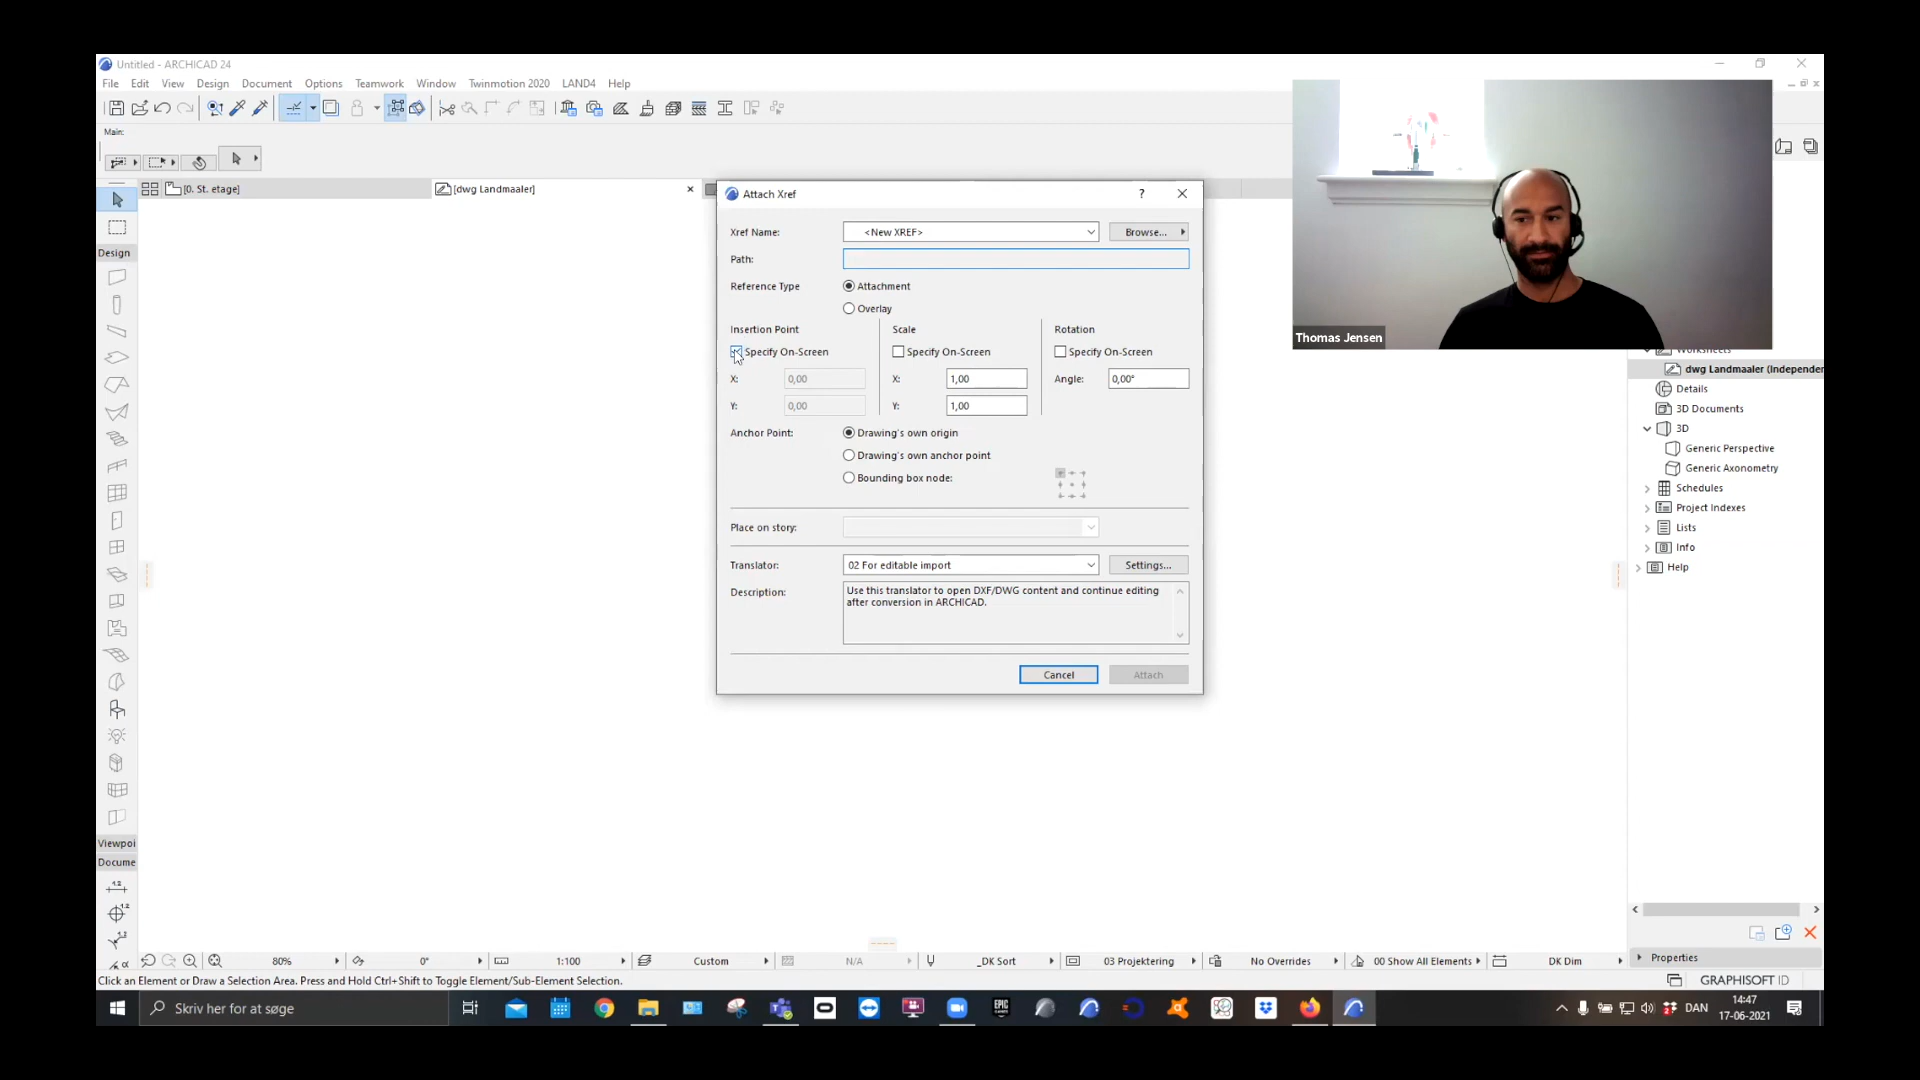 Untitled - ARCHICAD 24
File Edit View Design Document Options Teamwork Window Twinmotion 2020 LAND4 Help
Main:
[0. St. etage]
[dwg Landmaaler]
Attach Xref
?
Design
Xref Name:
<New XREF>
Browse...
Path:
Reference Type
Attachment
Overlay
Insertion Point
Scale
Rotation
Specify On-Screen
Specify On-Screen
Specify On-Screen
X: 0,00
X: 1,00
Angle: 0,00°
Y: 0,00
Y: 1,00
Anchor Point:
Drawing's own origin
Drawing's own anchor point
Bounding box node:
Place on story:
Translator:
02 For editable import
Settings...
Description:
Use this translator to open DXF/DWG content and continue editing
after conversion in ARCHICAD.
Cancel
Attach
Thomas Jensen
Worksheets
dwg Landmaaler (Independen
Details
3D Documents
3D
Generic Perspective
Generic Axonometry
Schedules
Project Indexes
Lists
Info
Help
Viewpoi
Docume
1.2
1.2
Properties
80%
0°
1:100
Custom
N/A
_DK Sort
03 Projektering
No Overrides
00 Show All Elements
DK Dim
Click an Element or Draw a Selection Area. Press and Hold Ctrl+Shift to Toggle Element/Sub-Element Selection.
GRAPHISOFT ID
Skriv her for at søge
EPIC GAMES
DAN
14:47
17-06-2021